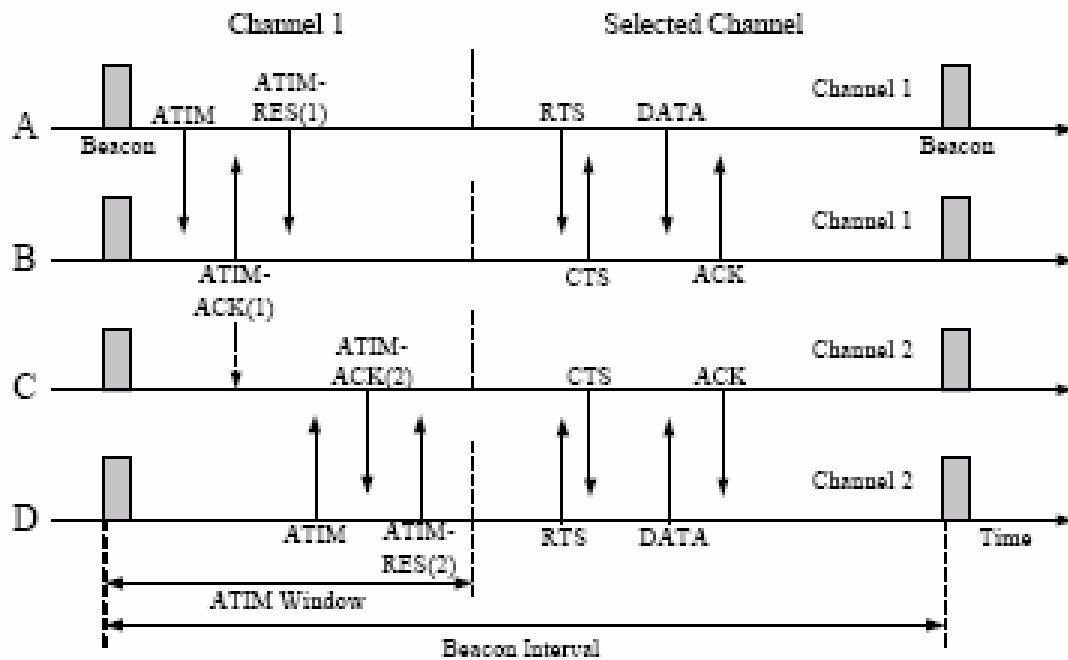 Channel 1
Selected Channel
ATIM-
RES(1)
Channel 1
ATIM
RTS
DATA
A
Beacon
Beacon
Channel 1
B
ATIM-
ACK(1)
CTS
ACK
ATIM-
ACK(2)
Channel 2
C
CTS
ACK
Channel 2
D
ATIM
ATIM-
RES(2)
RTS
DATA
Time
ATIM Window
Beacon Interval